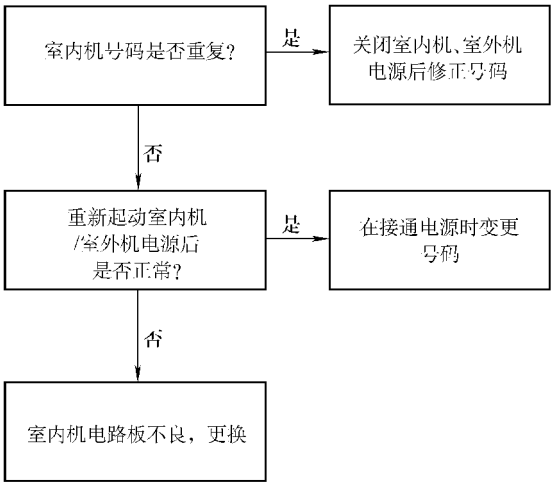 室内机号码是否重复?
是
关闭室内机、室外机
电源后修正号码
否
重新起动室内机
/室外机电源后
是否正常?
是
在接通电源时变更
号码
否
室内机电路板不良，更换